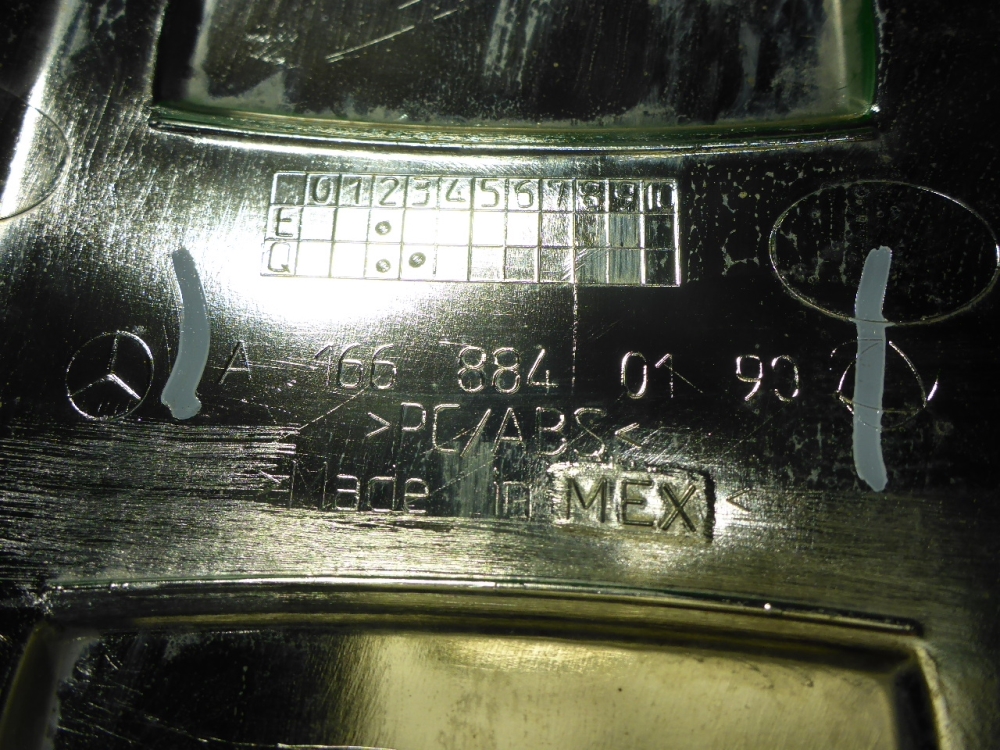 0 1 2 3 4 5 6 7 8 9 10
E
Q
A 166 884 01 90
>PC/ABS<
>Made in MEX<